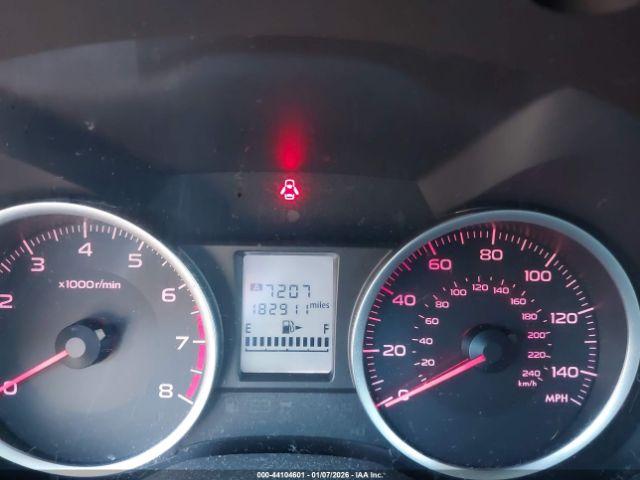 2 3 4 5 6 7 8
x1000r/min
0
A 7207
182911 miles
E F
0 20 40 60 80 100 120 140
20 40 60 80 100 120 140 160 180 200 220 240
km/h
MPH
000-44104601 - 01/07/2026 - IAA Inc.